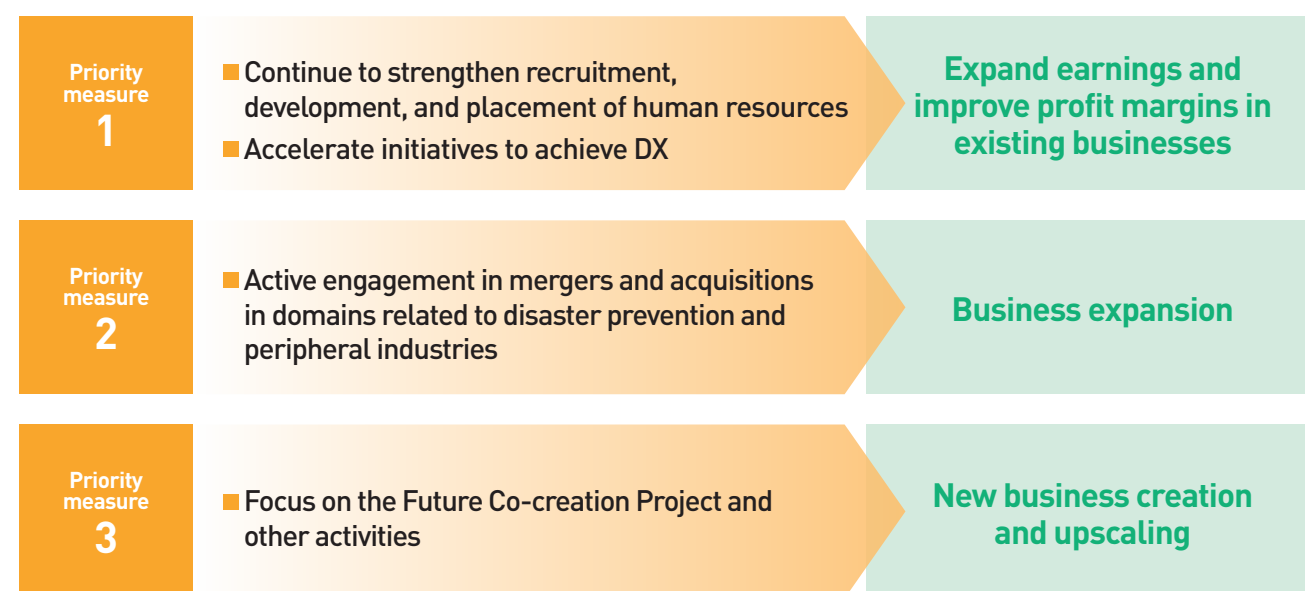 Priority
measure
1
■ Continue to strengthen recruitment,
development, and placement of human resources
■ Accelerate initiatives to achieve DX
Expand earnings and
improve profit margins in
existing businesses
Priority
measure
2
■ Active engagement in mergers and acquisitions
in domains related to disaster prevention and
peripheral industries
Business expansion
Priority
measure
3
■ Focus on the Future Co-creation Project and
other activities
New business creation
and upscaling